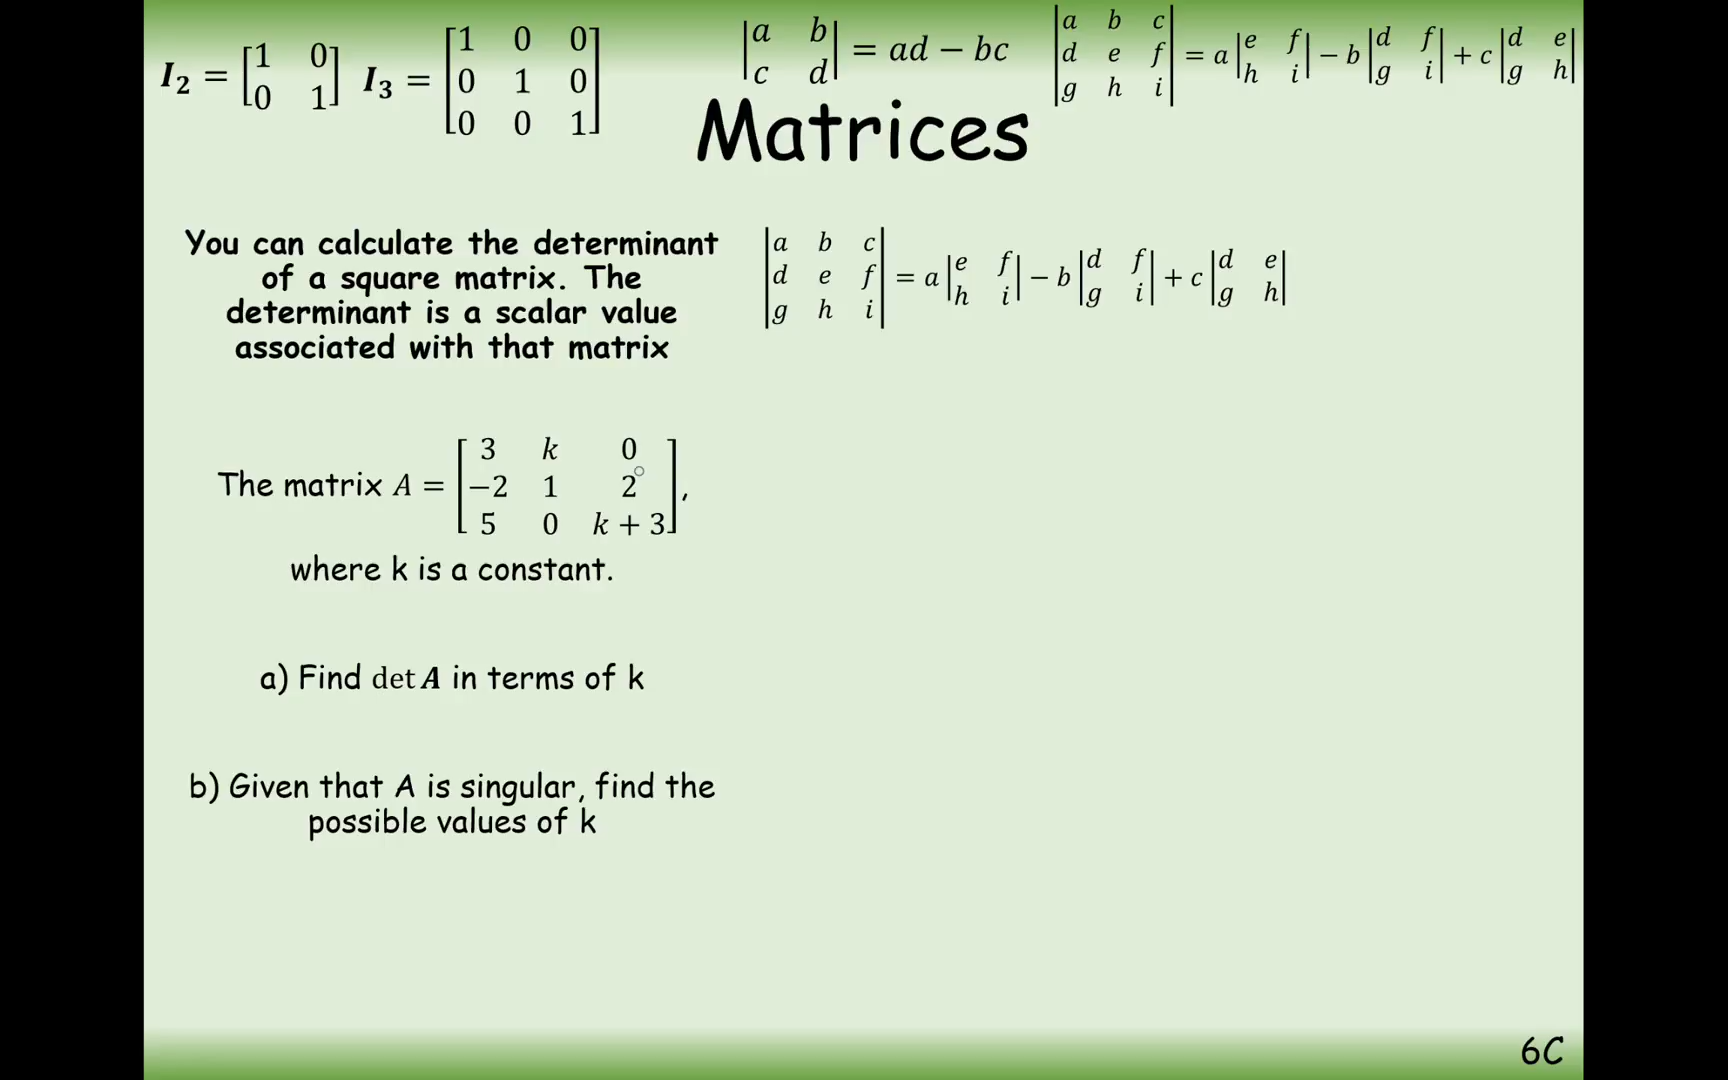 I₂ = [1 0; 0 1] I₃ = [1 0 0; 0 1 0; 0 0 1]
|a b; c d| = ad − bc
|a b c; d e f; g h i| = a|e f; h i| − b|d f; g i| + c|d e; g h|
Matrices
You can calculate the determinant
of a square matrix. The
determinant is a scalar value
associated with that matrix
|a b c; d e f; g h i| = a|e f; h i| − b|d f; g i| + c|d e; g h|
The matrix A = [3 k 0; −2 1 2; 5 0 k + 3],
where k is a constant.
a) Find det A in terms of k
b) Given that A is singular, find the
possible values of k
6C